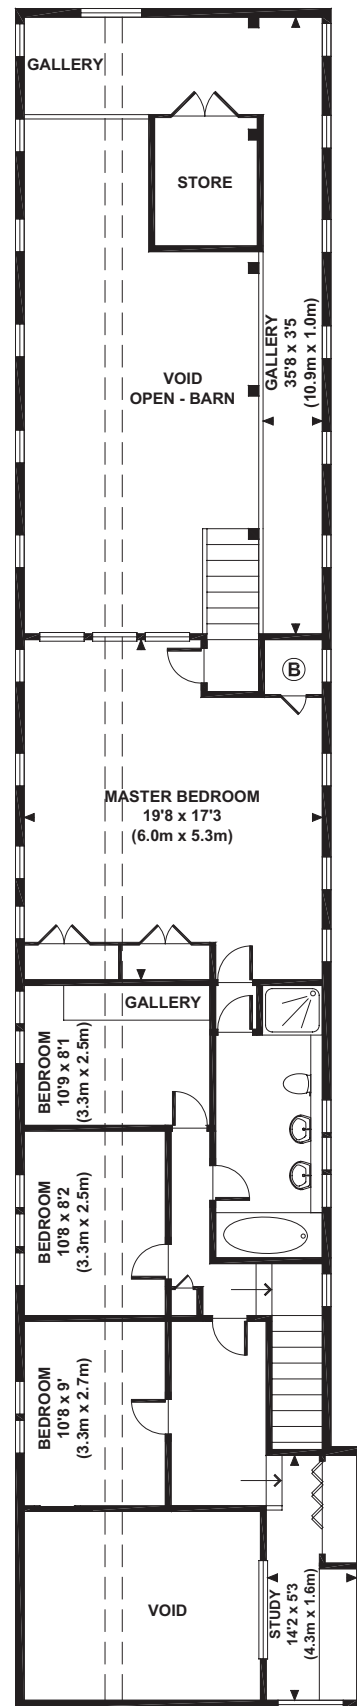 GALLERY
STORE
GALLERY
35'8 x 3'5
(10.9m x 1.0m)
VOID
OPEN - BARN
B
MASTER BEDROOM
19'8 x 17'3
(6.0m x 5.3m)
GALLERY
BEDROOM
10'9 x 8'1
(3.3m x 2.5m)
BEDROOM
10'8 x 8'2
(3.3m x 2.5m)
BEDROOM
10'8 x 9'
(3.3m x 2.7m)
VOID
STUDY
14'2 x 5'3
(4.3m x 1.6m)